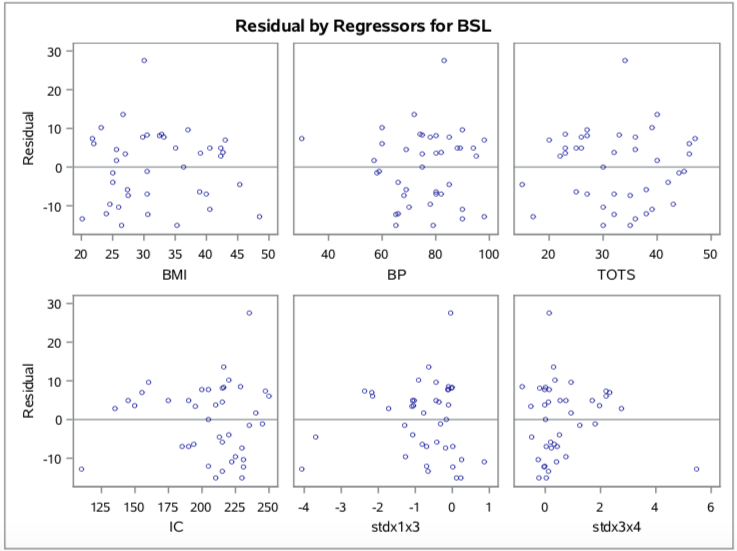 Residual by Regressors for BSL
30
20
10
0
-10
Residual
20 25 30 35 40 45 50
BMI
40 60 80 100
BP
20 30 40 50
TOTS
30
20
10
0
-10
Residual
125 150 175 200 225 250
IC
-4 -3 -2 -1 0 1
stdx1x3
0 2 4 6
stdx3x4